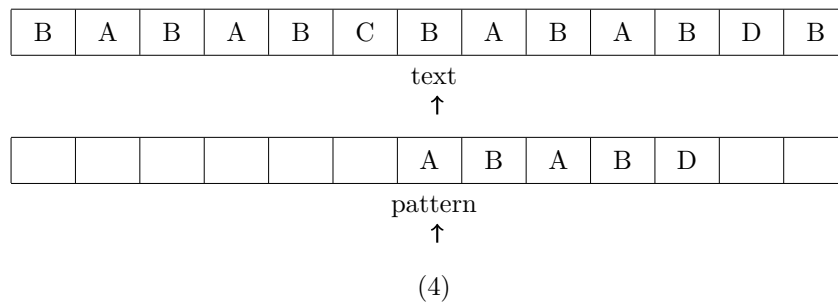 B A B A B C B A B A B D B
text
↑
A B A B D
pattern
↑
(4)